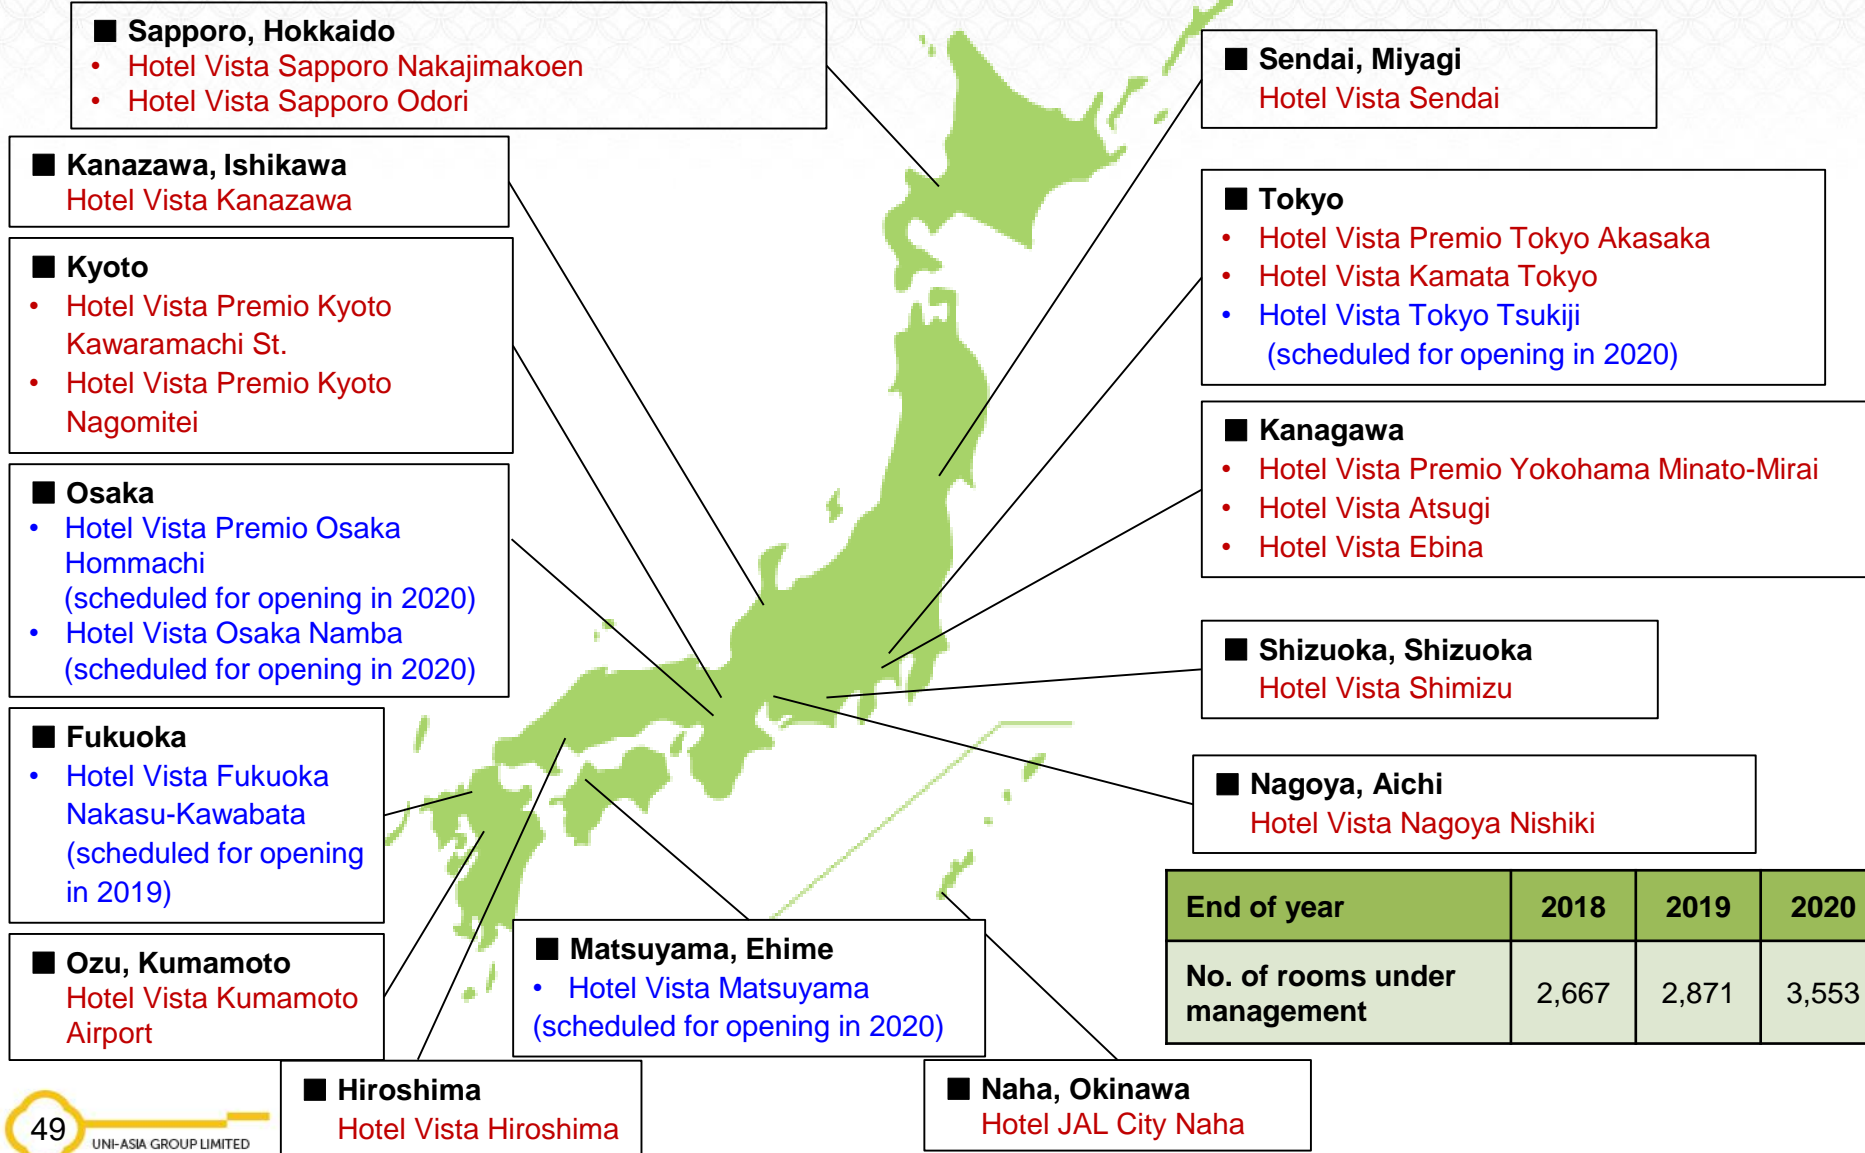 ■ Sapporo, Hokkaido
• Hotel Vista Sapporo Nakajimakoen
• Hotel Vista Sapporo Odori
■ Kanazawa, Ishikawa
Hotel Vista Kanazawa
■ Kyoto
• Hotel Vista Premio Kyoto
Kawaramachi St.
• Hotel Vista Premio Kyoto
Nagomitei
■ Osaka
• Hotel Vista Premio Osaka
Hommachi
(scheduled for opening in 2020)
• Hotel Vista Osaka Namba
(scheduled for opening in 2020)
■ Fukuoka
• Hotel Vista Fukuoka
Nakasu-Kawabata
(scheduled for opening
in 2019)
■ Ozu, Kumamoto
Hotel Vista Kumamoto
Airport
■ Hiroshima
Hotel Vista Hiroshima
■ Matsuyama, Ehime
• Hotel Vista Matsuyama
(scheduled for opening in 2020)
■ Naha, Okinawa
Hotel JAL City Naha
■ Sendai, Miyagi
Hotel Vista Sendai
■ Tokyo
• Hotel Vista Premio Tokyo Akasaka
• Hotel Vista Kamata Tokyo
• Hotel Vista Tokyo Tsukiji
(scheduled for opening in 2020)
■ Kanagawa
• Hotel Vista Premio Yokohama Minato-Mirai
• Hotel Vista Atsugi
• Hotel Vista Ebina
■ Shizuoka, Shizuoka
Hotel Vista Shimizu
■ Nagoya, Aichi
Hotel Vista Nagoya Nishiki
End of year 2018 2019 2020
No. of rooms under
management 2,667 2,871 3,553
49
UNI-ASIA GROUP LIMITED